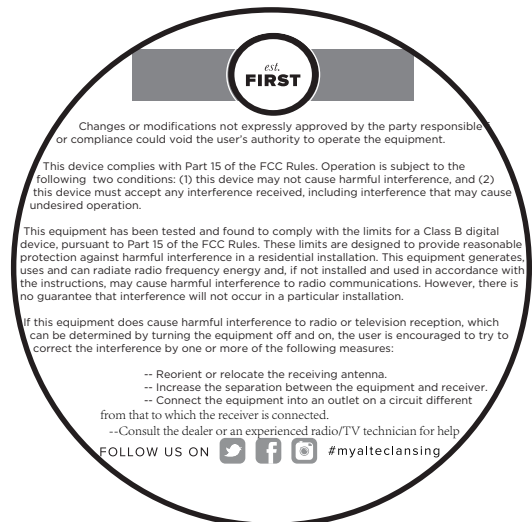 est.
FIRST
Changes or modifications not expressly approved by the party responsible
or compliance could void the user's authority to operate the equipment.
This device complies with Part 15 of the FCC Rules. Operation is subject to the
following two conditions: (1) this device may not cause harmful interference, and (2)
this device must accept any interference received, including interference that may cause
undesired operation.
This equipment has been tested and found to comply with the limits for a Class B digital
device, pursuant to Part 15 of the FCC Rules. These limits are designed to provide reasonable
protection against harmful interference in a residential installation. This equipment generates,
uses and can radiate radio frequency energy and, if not installed and used in accordance with
the instructions, may cause harmful interference to radio communications. However, there is
no guarantee that interference will not occur in a particular installation.
If this equipment does cause harmful interference to radio or television reception, which
can be determined by turning the equipment off and on, the user is encouraged to try to
correct the interference by one or more of the following measures:
-- Reorient or relocate the receiving antenna.
-- Increase the separation between the equipment and receiver.
-- Connect the equipment into an outlet on a circuit different
from that to which the receiver is connected.
--Consult the dealer or an experienced radio/TV technician for help
FOLLOW US ON #myalteclansing